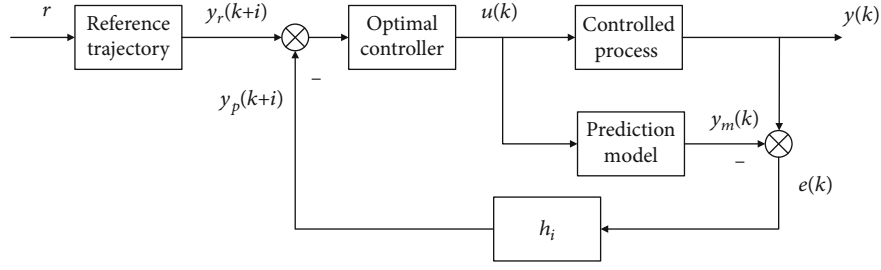 r
Reference
trajectory
y_r(k+i)
Optimal
controller
u(k)
Controlled
process
y(k)
–
y_p(k+i)
Prediction
model
y_m(k)
–
e(k)
h_i